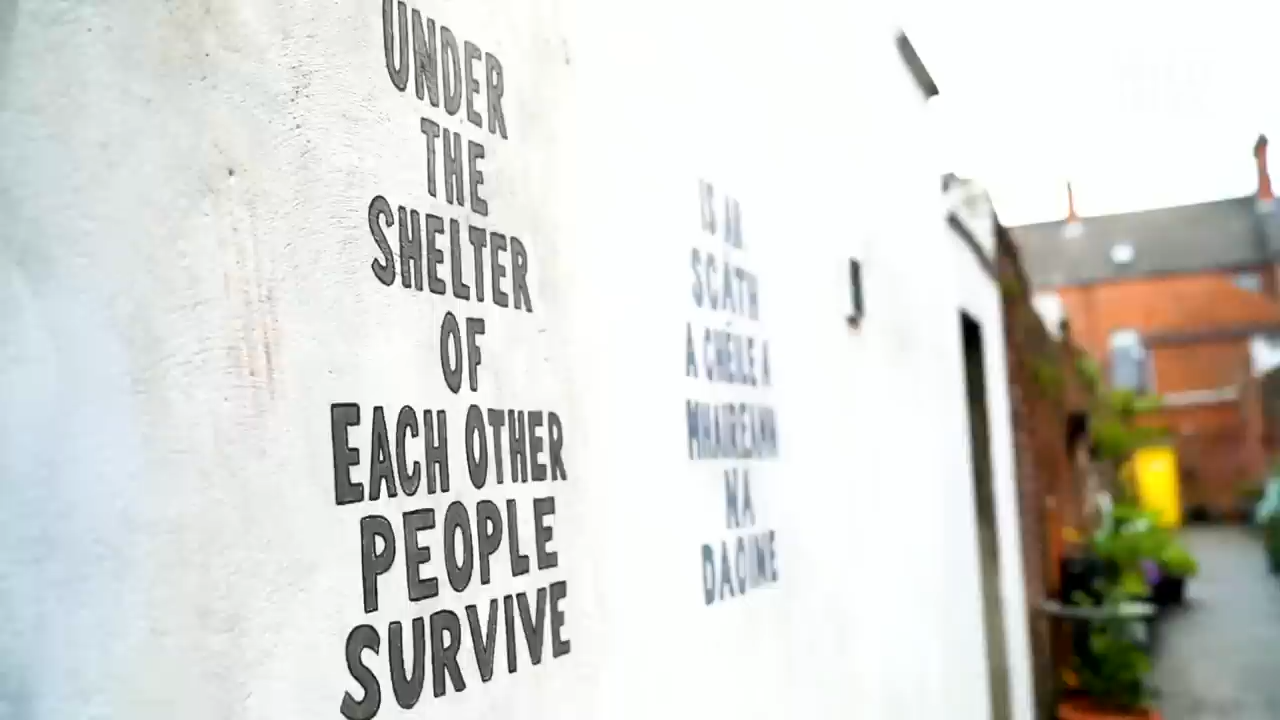 UNDER
THE
SHELTER
OF
EACH OTHER
PEOPLE
SURVIVE
IS AR
SCÁTH
A CHÉILE A
MHAIREANN
NA
DAOINE